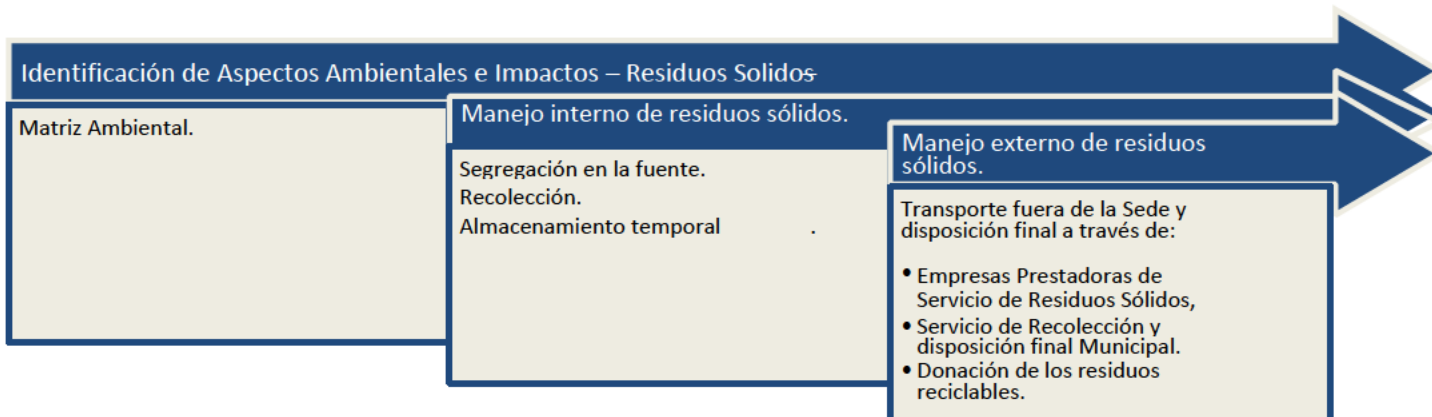 Identificación de Aspectos Ambientales e Impactos – Residuos Solidos
Matriz Ambiental.
Manejo interno de residuos sólidos.
Segregación en la fuente.
Recolección.
Almacenamiento temporal .
Manejo externo de residuos
sólidos.
Transporte fuera de la Sede y
disposición final a través de:
• Empresas Prestadoras de
Servicio de Residuos Sólidos,
• Servicio de Recolección y
disposición final Municipal.
• Donación de los residuos
reciclables.